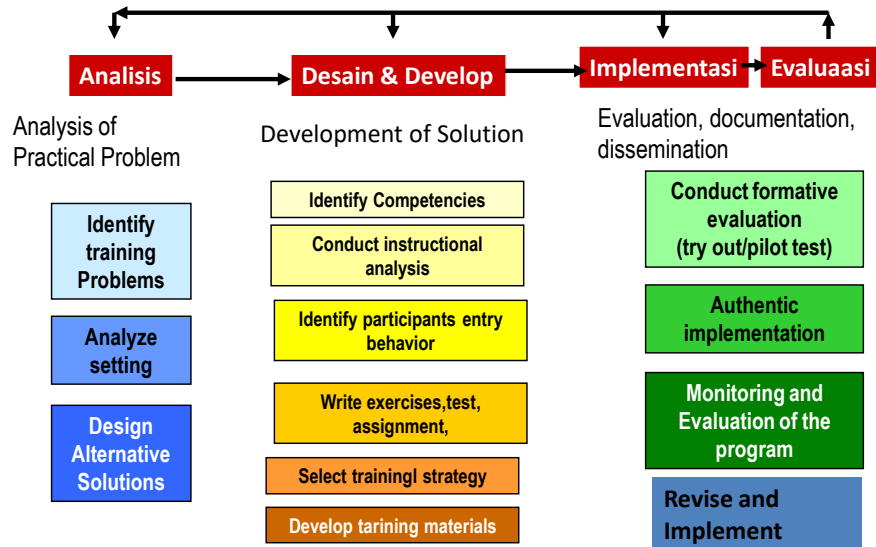 Analisis
Desain & Develop
Implementasi
Evaluaasi
Analysis of
Practical Problem
Development of Solution
Evaluation, documentation,
dissemination
Identify
training
Problems
Analyze
setting
Design
Alternative
Solutions
Identify Competencies
Conduct instructional
analysis
Identify participants entry
behavior
Write exercises,test,
assignment,
Select trainingl strategy
Develop tarining materials
Conduct formative
evaluation
(try out/pilot test)
Authentic
implementation
Monitoring and
Evaluation of the
program
Revise and
Implement